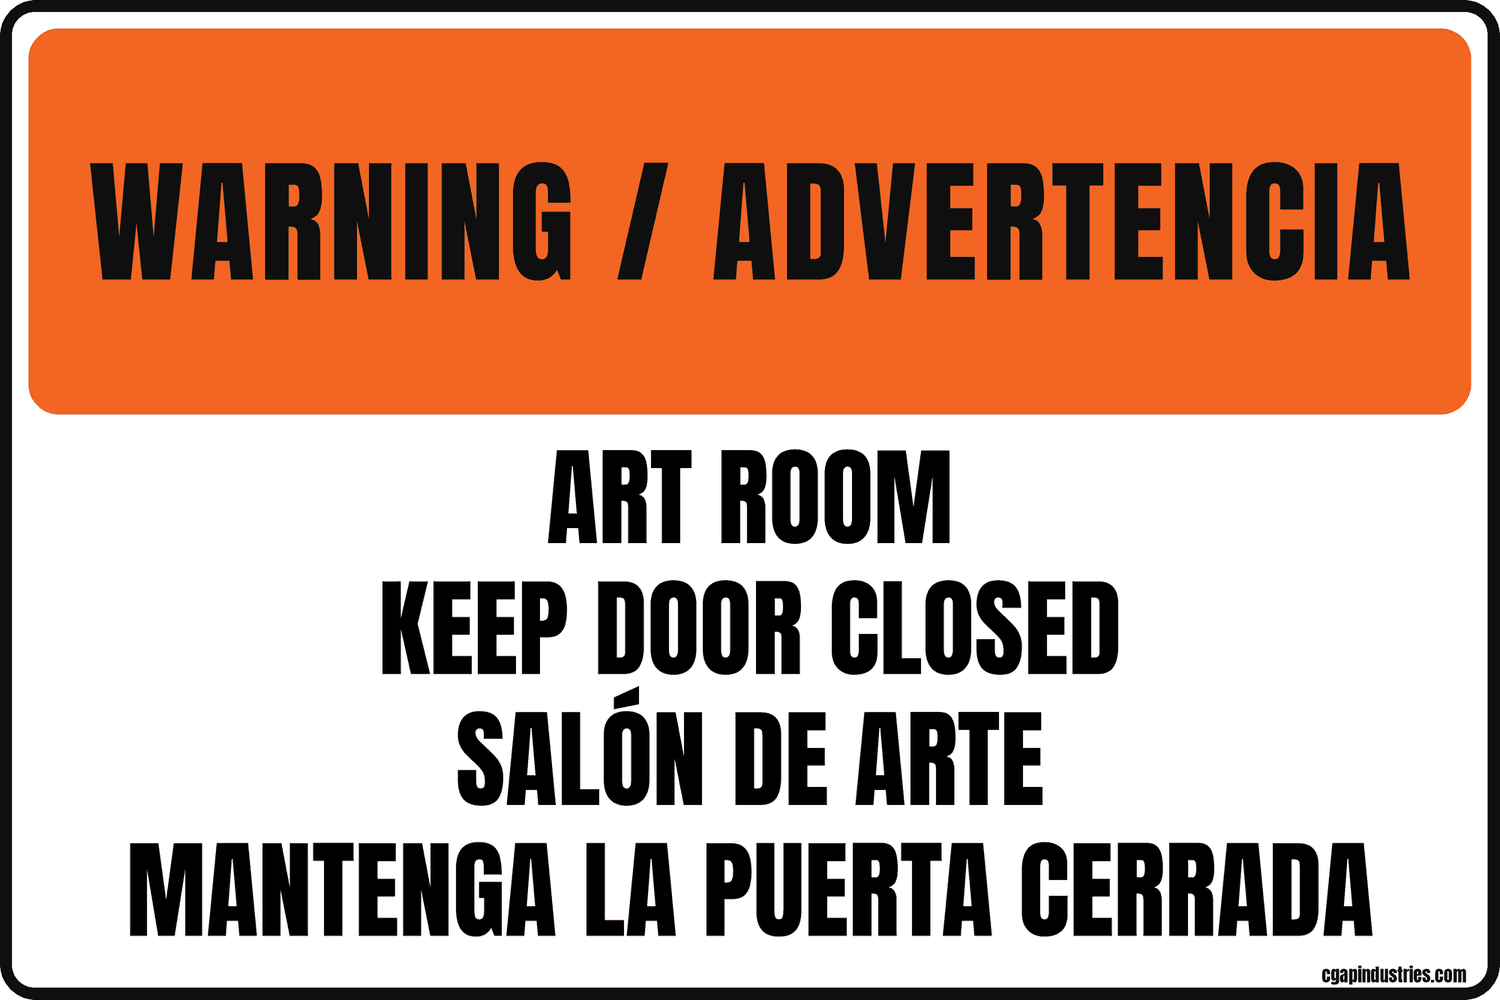 WARNING / ADVERTENCIA
ART ROOM
KEEP DOOR CLOSED
SALÓN DE ARTE
MANTENGA LA PUERTA CERRADA
cgapindustries.com